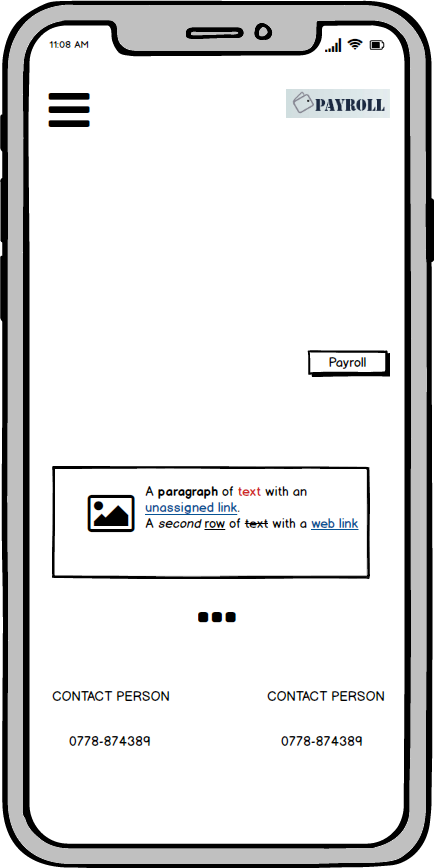 11:08 AM
PAYROLL
Payroll
A paragraph of text with an
unassigned link.
A second row of text with a web link
CONTACT PERSON
CONTACT PERSON
0778-874389
0778-874389